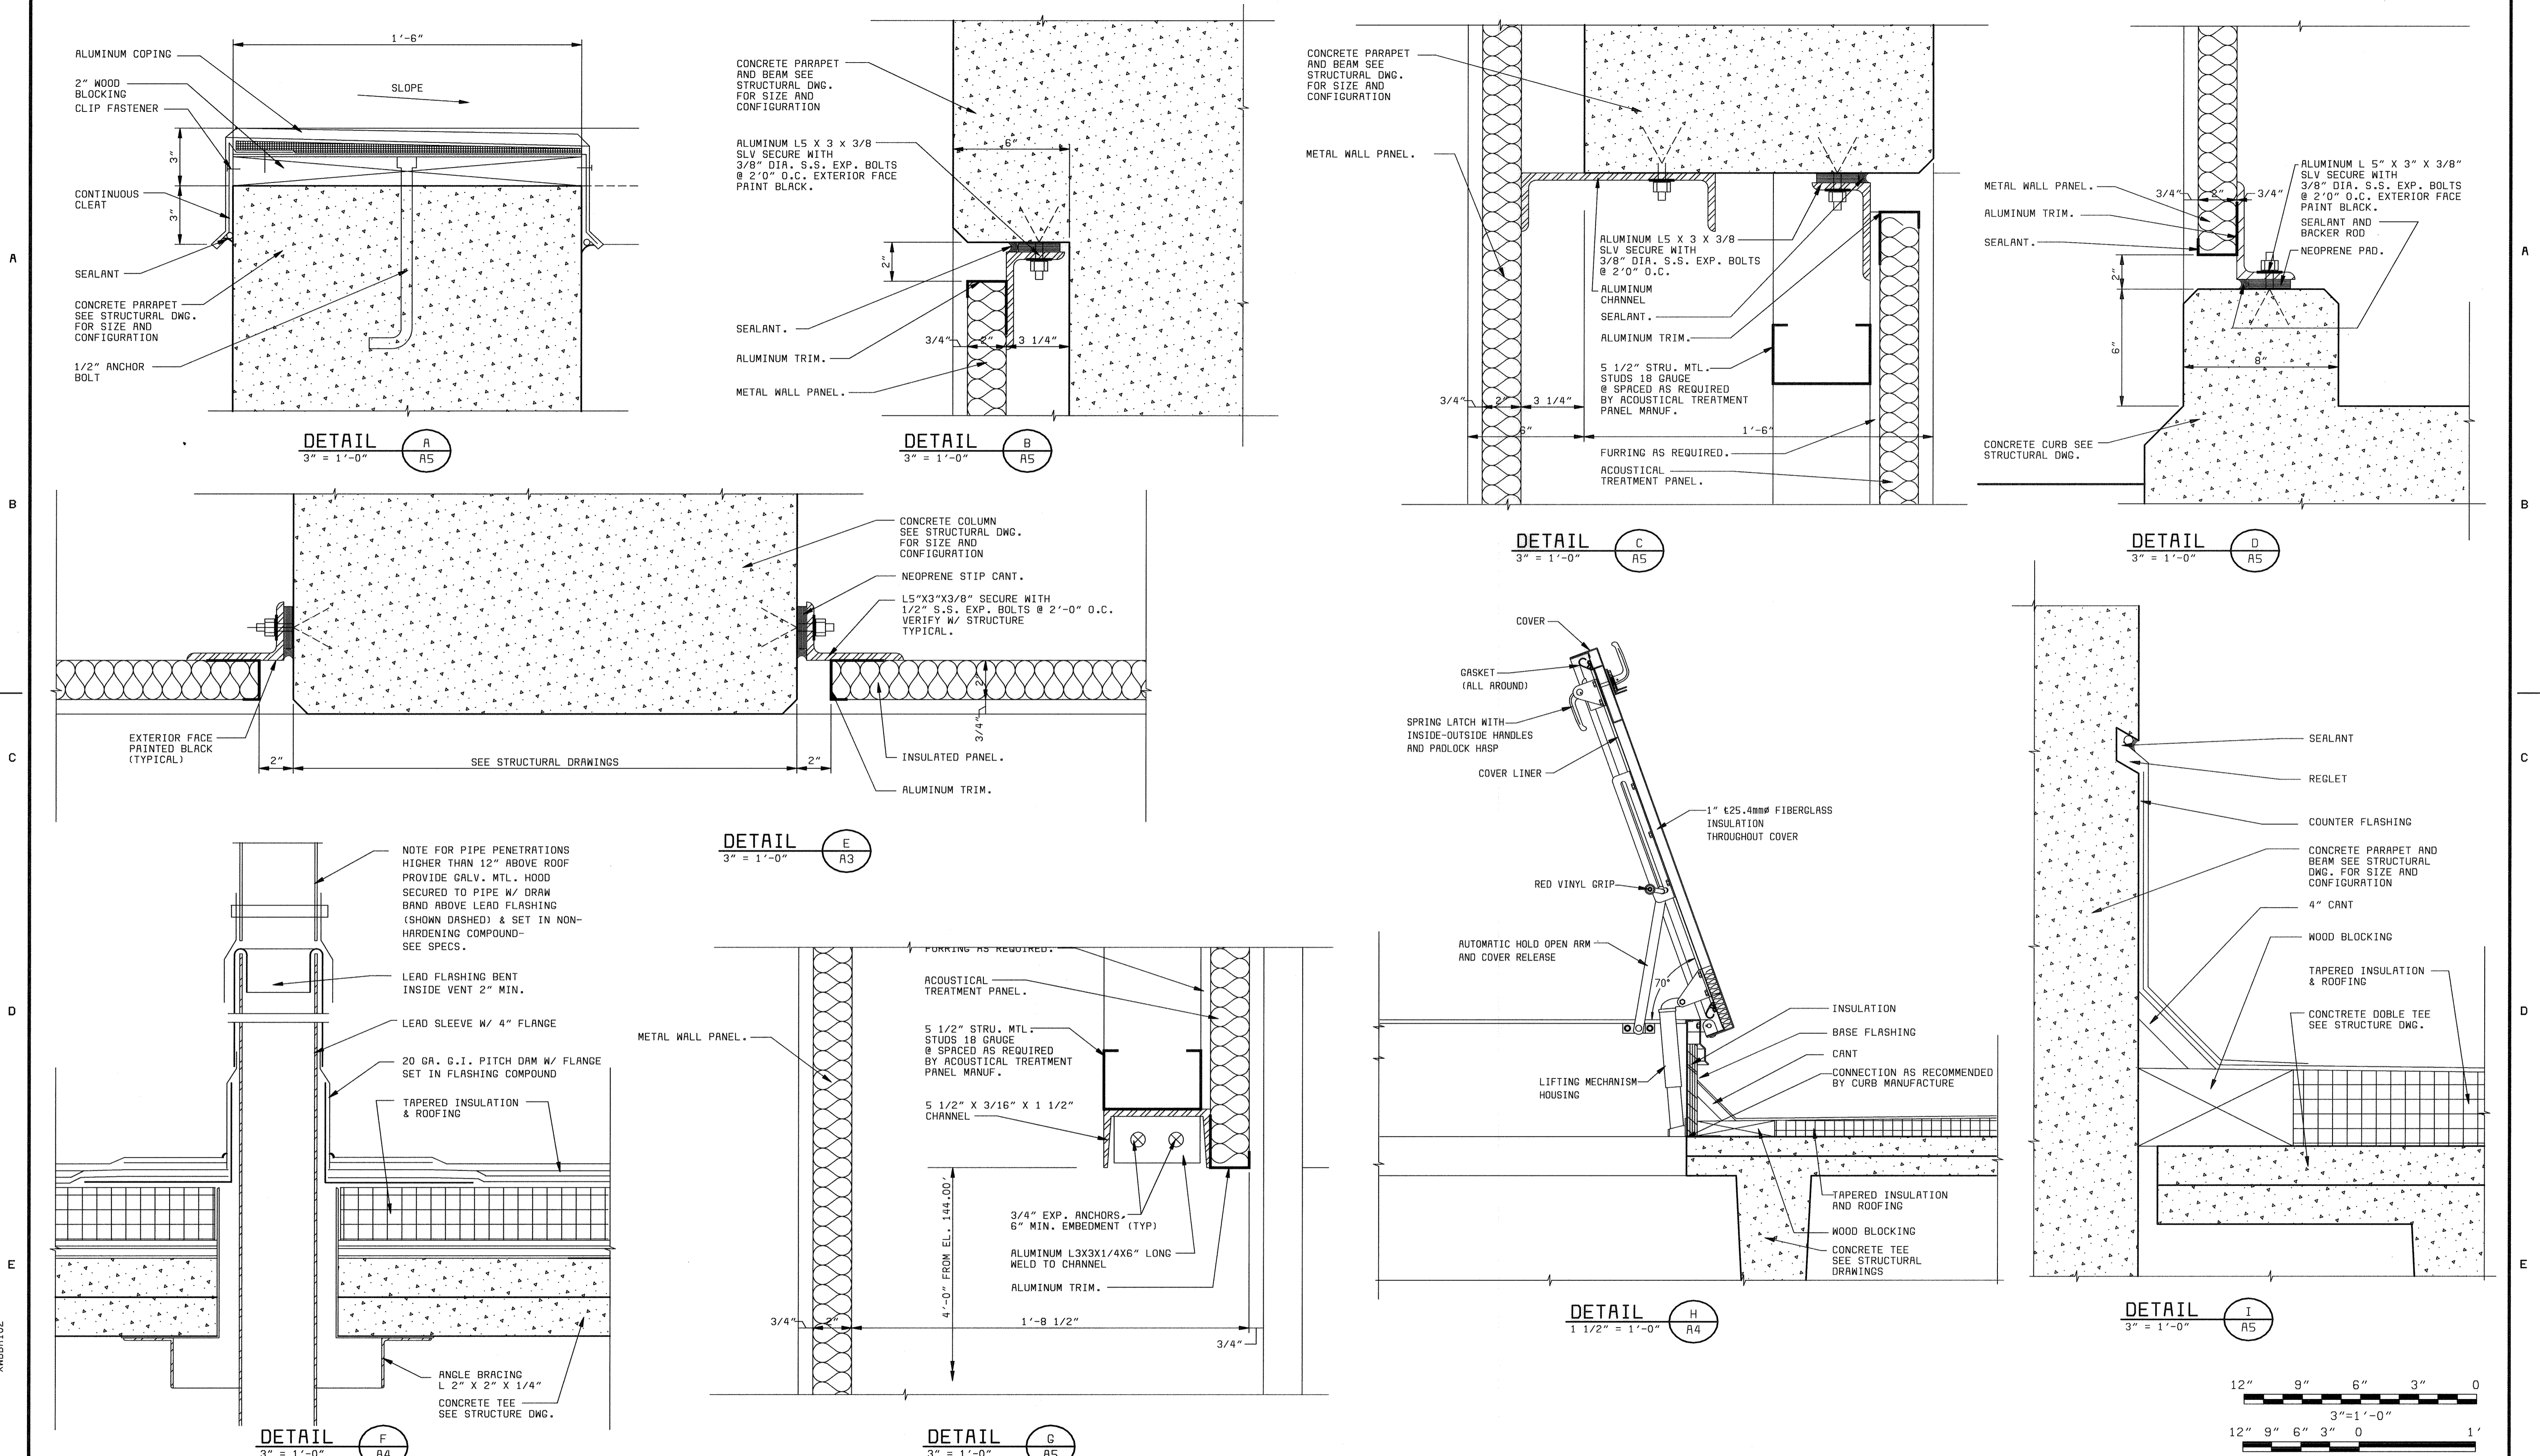 ALUMINUM COPING
2" WOOD
BLOCKING
CLIP FASTENER
CONTINUOUS
CLEAT
SEALANT
CONCRETE PARAPET
SEE STRUCTURAL DWG.
FOR SIZE AND
CONFIGURATION
1/2" ANCHOR
BOLT
1'-6"
SLOPE
3"
3"
DETAIL
3" = 1'-0"
A
A5
CONCRETE PARAPET
AND BEAM SEE
STRUCTURAL DWG.
FOR SIZE AND
CONFIGURATION
ALUMINUM L5 X 3 x 3/8
SLV SECURE WITH
3/8" DIA. S.S. EXP. BOLTS
@ 2'0" O.C. EXTERIOR FACE
PAINT BLACK.
SEALANT.
ALUMINUM TRIM.
METAL WALL PANEL.
6"
2"
3/4"
2"
3 1/4"
DETAIL
3" = 1'-0"
B
A5
CONCRETE PARAPET
AND BEAM SEE
STRUCTURAL DWG.
FOR SIZE AND
CONFIGURATION
METAL WALL PANEL.
ALUMINUM L5 X 3 X 3/8
SLV SECURE WITH
3/8" DIA. S.S. EXP. BOLTS
@ 2'0" O.C.
ALUMINUM
CHANNEL
SEALANT.
ALUMINUM TRIM.
5 1/2" STRU. MTL.
STUDS 18 GAUGE
@ SPACED AS REQUIRED
BY ACOUSTICAL TREATMENT
PANEL MANUF.
FURRING AS REQUIRED.
ACOUSTICAL
TREATMENT PANEL.
3/4"
2"
3 1/4"
6"
1'-6"
DETAIL
3" = 1'-0"
C
A5
METAL WALL PANEL.
ALUMINUM TRIM.
SEALANT.
3/4"
2"
3/4"
ALUMINUM L 5" X 3" X 3/8"
SLV SECURE WITH
3/8" DIA. S.S. EXP. BOLTS
@ 2'0" O.C. EXTERIOR FACE
PAINT BLACK.
SEALANT AND
BACKER ROD
NEOPRENE PAD.
2"
6"
8"
CONCRETE CURB SEE
STRUCTURAL DWG.
DETAIL
3" = 1'-0"
D
A5
CONCRETE COLUMN
SEE STRUCTURAL DWG.
FOR SIZE AND
CONFIGURATION
NEOPRENE STIP CANT.
L5"X3"X3/8" SECURE WITH
1/2" S.S. EXP. BOLTS @ 2'-0" O.C.
VERIFY W/ STRUCTURE
TYPICAL.
2"
3/4"
EXTERIOR FACE
PAINTED BLACK
(TYPICAL)
2"
SEE STRUCTURAL DRAWINGS
2"
INSULATED PANEL.
ALUMINUM TRIM.
DETAIL
3" = 1'-0"
E
A3
NOTE FOR PIPE PENETRATIONS
HIGHER THAN 12" ABOVE ROOF
PROVIDE GALV. MTL. HOOD
SECURED TO PIPE W/ DRAW
BAND ABOVE LEAD FLASHING
(SHOWN DASHED) & SET IN NON-
HARDENING COMPOUND-
SEE SPECS.
LEAD FLASHING BENT
INSIDE VENT 2" MIN.
LEAD SLEEVE W/ 4" FLANGE
20 GA. G.I. PITCH DAM W/ FLANGE
SET IN FLASHING COMPOUND
TAPERED INSULATION
& ROOFING
ANGLE BRACING
L 2" X 2" X 1/4"
CONCRETE TEE
SEE STRUCTURE DWG.
DETAIL
3" = 1'-0"
F
A4
FURRING AS REQUIRED.
ACOUSTICAL
TREATMENT PANEL.
METAL WALL PANEL.
5 1/2" STRU. MTL.
STUDS 18 GAUGE
@ SPACED AS REQUIRED
BY ACOUSTICAL TREATMENT
PANEL MANUF.
5 1/2" X 3/16" X 1 1/2"
CHANNEL
4'-0" FROM EL. 144.00'
3/4" EXP. ANCHORS,
6" MIN. EMBEDMENT (TYP)
ALUMINUM L3X3X1/4X6" LONG
WELD TO CHANNEL
ALUMINUM TRIM.
3/4"
2"
1'-8 1/2"
3/4"
DETAIL
3" = 1'-0"
G
A5
COVER
GASKET
(ALL AROUND)
SPRING LATCH WITH
INSIDE-OUTSIDE HANDLES
AND PADLOCK HASP
COVER LINER
1" ₵25.4mmø FIBERGLASS
INSULATION
THROUGHOUT COVER
RED VINYL GRIP
AUTOMATIC HOLD OPEN ARM
AND COVER RELEASE
70°
INSULATION
BASE FLASHING
CANT
CONNECTION AS RECOMMENDED
BY CURB MANUFACTURE
LIFTING MECHANISM
HOUSING
TAPERED INSULATION
AND ROOFING
WOOD BLOCKING
CONCRETE TEE
SEE STRUCTURAL
DRAWINGS
DETAIL
1 1/2" = 1'-0"
H
A4
SEALANT
REGLET
COUNTER FLASHING
CONCRETE PARAPET AND
BEAM SEE STRUCTURAL
DWG. FOR SIZE AND
CONFIGURATION
4" CANT
WOOD BLOCKING
TAPERED INSULATION
& ROOFING
CONCRETE DOBLE TEE
SEE STRUCTURE DWG.
DETAIL
3" = 1'-0"
I
A5
12" 9" 6" 3" 0
3"=1'-0"
12" 9" 6" 3" 0 1'
A
B
C
D
E
A
B
C
D
E